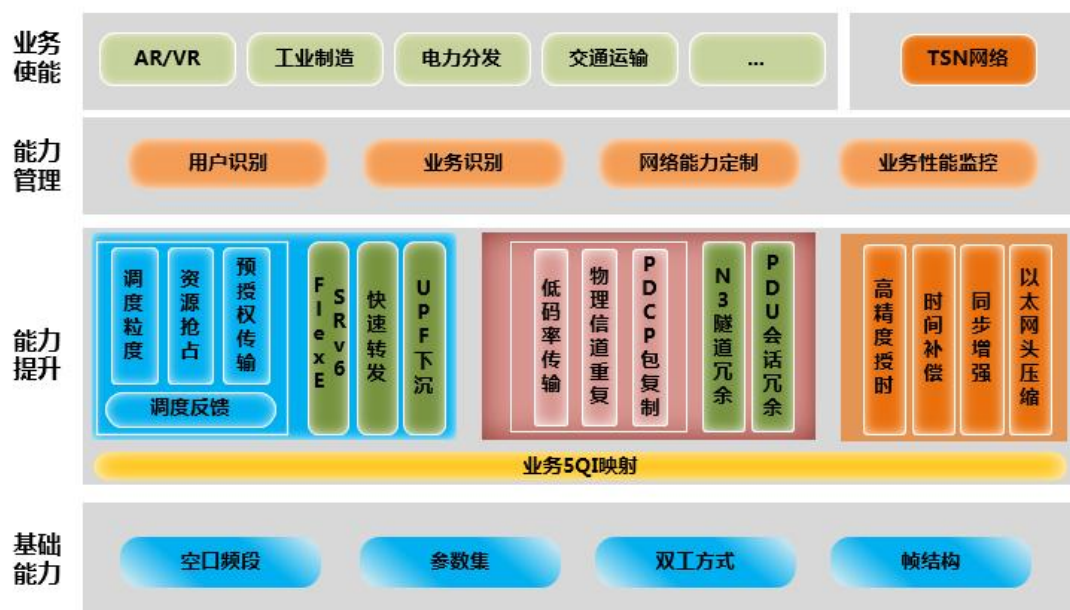 业务
使能
AR/VR
工业制造
电力分发
交通运输
...
TSN网络
能力
管理
用户识别
业务识别
网络能力定制
业务性能监控
能力
提升
调度粒度
资源抢占
预授权传输
调度反馈
FlexE
SRv6
快速转发
UPF下沉
低码率传输
物理信道重复
PDCP包复制
N3隧道冗余
PDU会话冗余
高精度授时
时间补偿
同步增强
以太网头压缩
业务5QI映射
基础
能力
空口频段
参数集
双工方式
帧结构